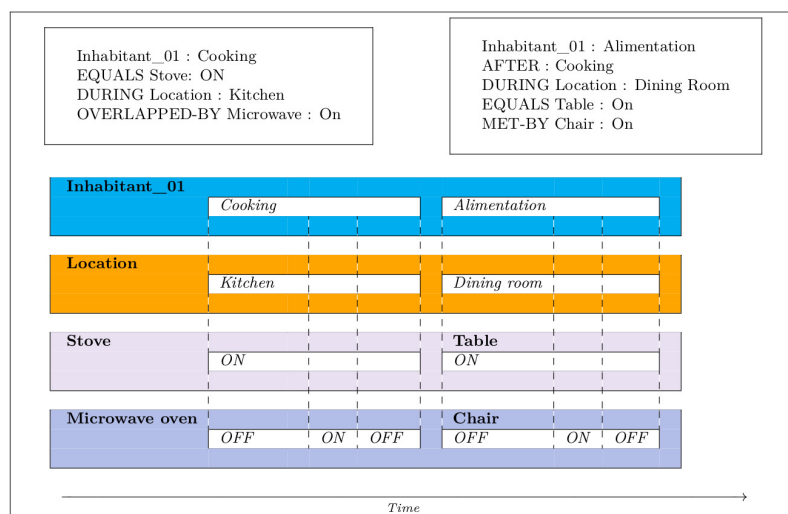 Inhabitant_01 : Cooking
EQUALS Stove: ON
DURING Location : Kitchen
OVERLAPPED-BY Microwave : On
Inhabitant_01 : Alimentation
AFTER : Cooking
DURING Location : Dining Room
EQUALS Table : On
MET-BY Chair : On
Inhabitant_01
Cooking Alimentation
Location
Kitchen Dining room
Stove Table
ON ON
Microwave oven Chair
OFF ON OFF OFF ON OFF
Time